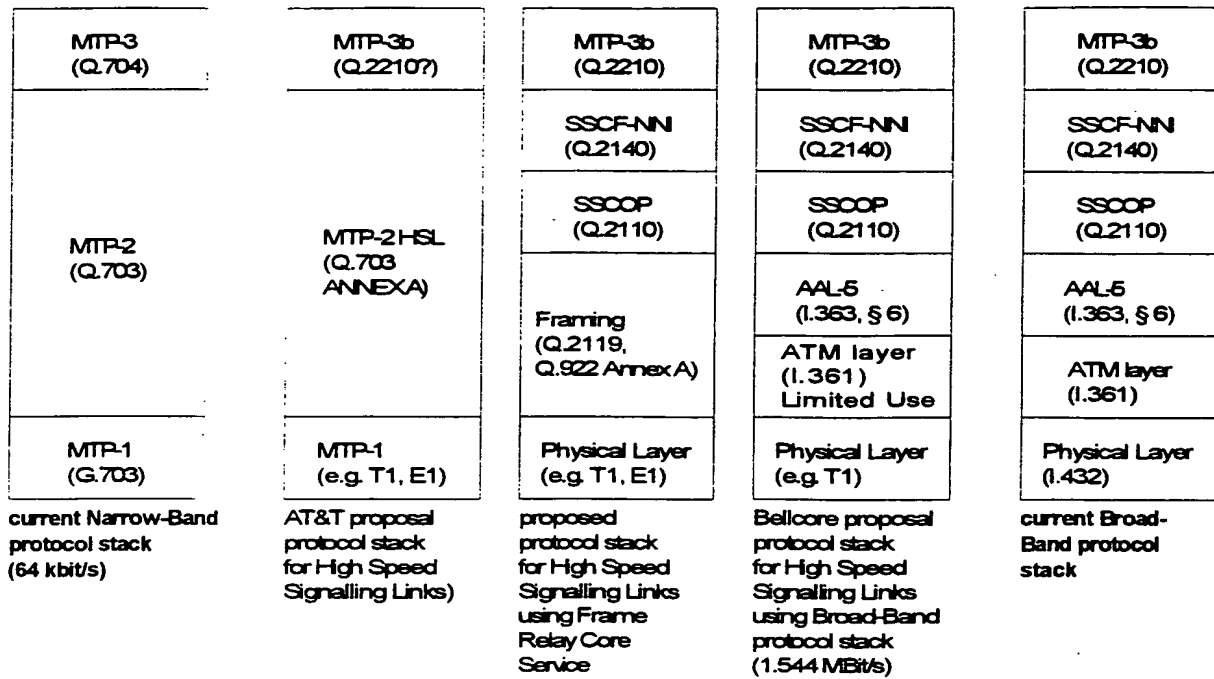 MTP-3
(Q.704)
MTP-2
(Q.703)
MTP-1
(G.703)
current Narrow-Band
protocol stack
(64 kbit/s)
MTP-3b
(Q.2210?)
MTP-2 HSL
(Q.703
ANNEX A)
MTP-1
(e.g. T1, E1)
AT&T proposal
protocol stack
for High Speed
Signalling Links)
MTP-3b
(Q.2210)
SSCF-NNI
(Q.2140)
SSCOP
(Q.2110)
Framing
(Q.2119,
Q.922 Annex A)
Physical Layer
(e.g. T1, E1)
proposed
protocol stack
for High Speed
Signalling Links
using Frame
Relay Core
Service
MTP-3b
(Q.2210)
SSCF-NNI
(Q.2140)
SSCOP
(Q.2110)
AAL-5
(I.363, § 6)
ATM layer
(I.361)
Limited Use
Physical Layer
(e.g. T1)
Bellcore proposal
protocol stack
for High Speed
Signalling Links
using Broad-Band
protocol stack
(1.544 MBit/s)
MTP-3b
(Q.2210)
SSCF-NNI
(Q.2140)
SSCOP
(Q.2110)
AAL-5
(I.363, § 6)
ATM layer
(I.361)
Physical Layer
(I.432)
current Broad-
Band protocol
stack